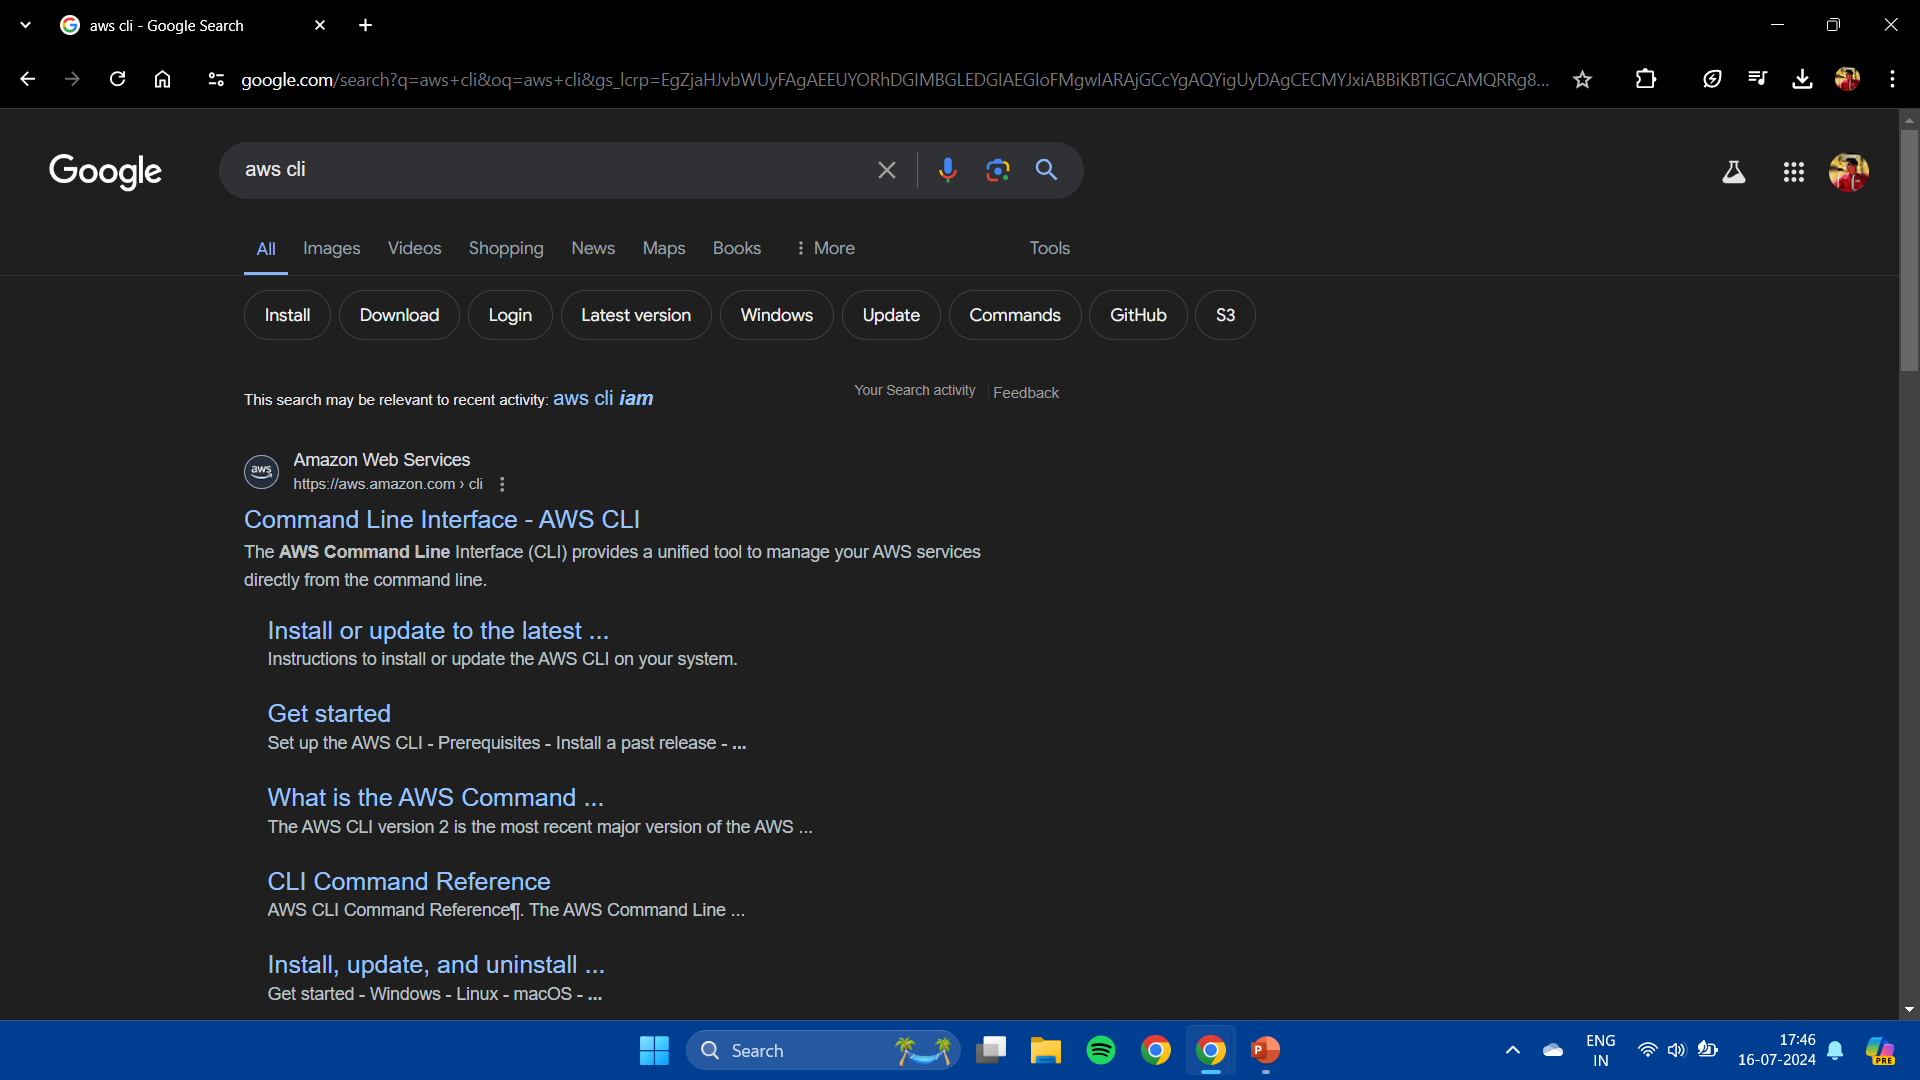 aws cli - Google Search
google.com/search?q=aws+cli&oq=aws+cli&gs_lcrp=EgZjaHJvbWUyFAgAEEUYORhDGIMBGLEDGIAEGIoFMgwIARAjGCcYgAQYigUyDAgCECMYJxiABBiKBTIGCAMQRRg8...
Google
aws cli
All Images Videos Shopping News Maps Books More Tools
Install Download Login Latest version Windows Update Commands GitHub S3
This search may be relevant to recent activity: aws cli iam
Your Search activity Feedback
aws
Amazon Web Services
https://aws.amazon.com › cli
Command Line Interface - AWS CLI
The AWS Command Line Interface (CLI) provides a unified tool to manage your AWS services
directly from the command line.
Install or update to the latest ...
Instructions to install or update the AWS CLI on your system.
Get started
Set up the AWS CLI - Prerequisites - Install a past release - ...
What is the AWS Command ...
The AWS CLI version 2 is the most recent major version of the AWS ...
CLI Command Reference
AWS CLI Command Reference¶. The AWS Command Line ...
Install, update, and uninstall ...
Get started - Windows - Linux - macOS - ...
Search
P
ENG
IN
17:46
16-07-2024
PRE